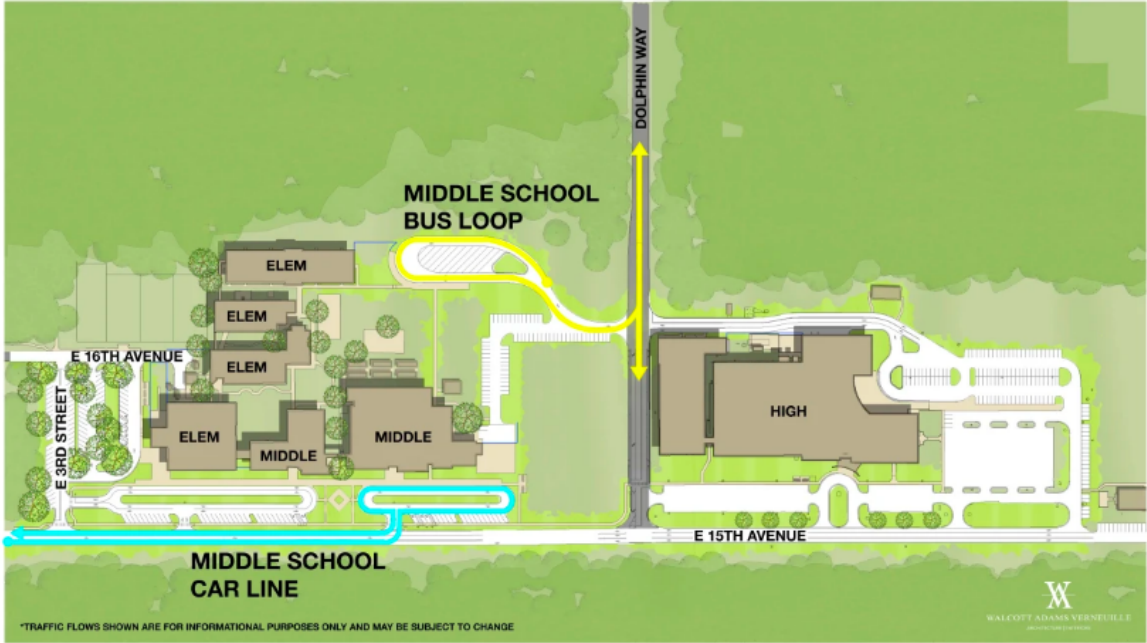 DOLPHIN WAY
MIDDLE SCHOOL
BUS LOOP
ELEM
ELEM
E 16TH AVENUE
ELEM
E 3RD STREET
ELEM
MIDDLE
MIDDLE
HIGH
E 15TH AVENUE
MIDDLE SCHOOL
CAR LINE
WALCOTT ADAMS VERNEUILLE
*TRAFFIC FLOWS SHOWN ARE FOR INFORMATIONAL PURPOSES ONLY AND MAY BE SUBJECT TO CHANGE